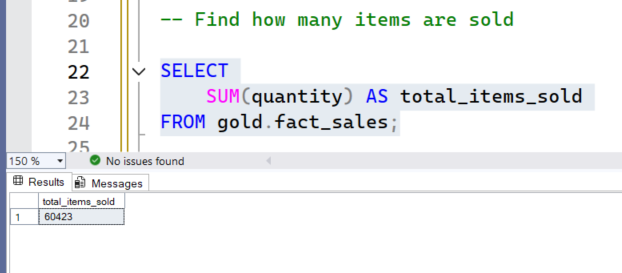 20 -- Find how many items are sold
21
22 SELECT
23 SUM(quantity) AS total_items_sold
24 FROM gold.fact_sales;
25
150 % No issues found
Results Messages
total_items_sold
1 60423